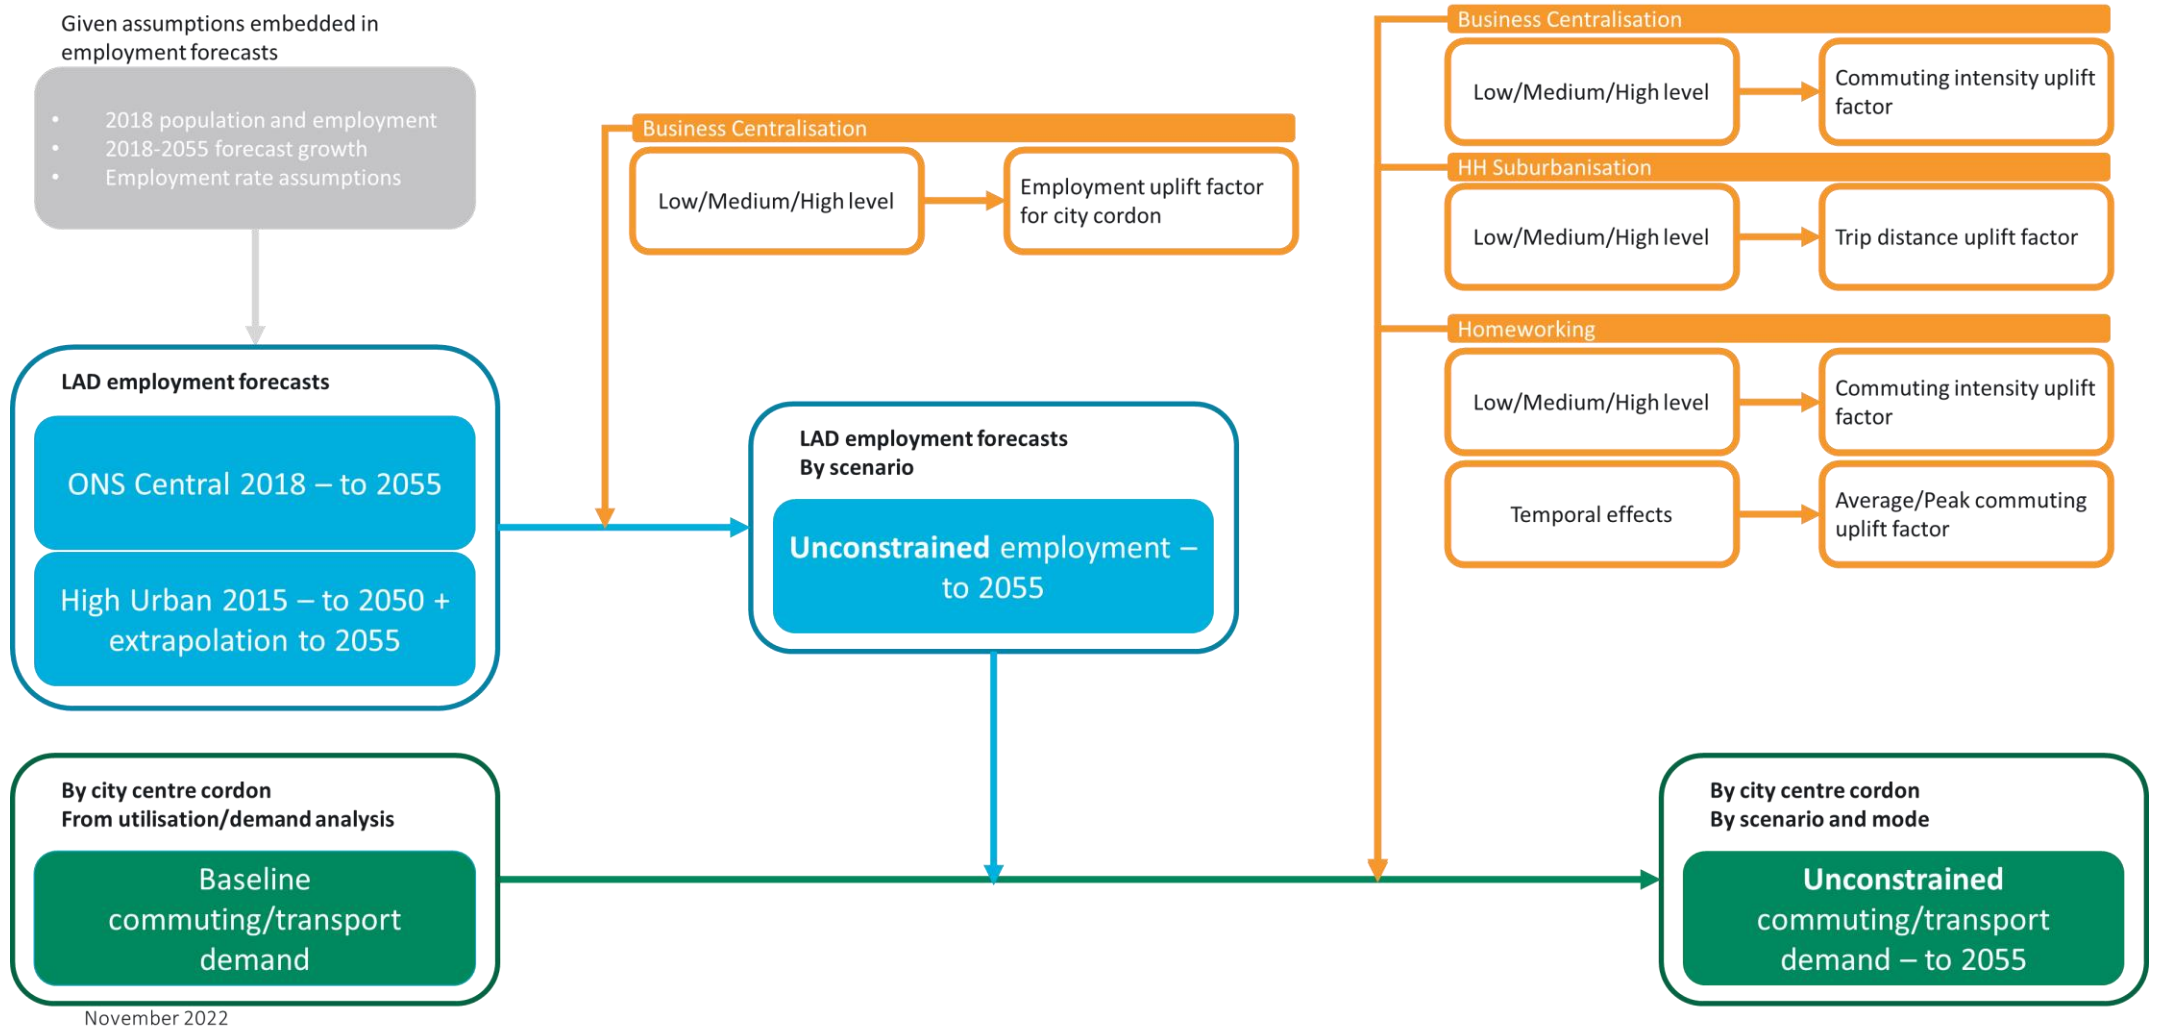 Given assumptions embedded in
employment forecasts
• 2018 population and employment
• 2018-2055 forecast growth
• Employment rate assumptions
LAD employment forecasts
ONS Central 2018 – to 2055
High Urban 2015 – to 2050 +
extrapolation to 2055
Business Centralisation
Low/Medium/High level
Employment uplift factor
for city cordon
LAD employment forecasts
By scenario
Unconstrained employment –
to 2055
Business Centralisation
Low/Medium/High level
Commuting intensity uplift
factor
HH Suburbanisation
Low/Medium/High level
Trip distance uplift factor
Homeworking
Low/Medium/High level
Commuting intensity uplift
factor
Temporal effects
Average/Peak commuting
uplift factor
By city centre cordon
From utilisation/demand analysis
Baseline
commuting/transport
demand
By city centre cordon
By scenario and mode
Unconstrained
commuting/transport
demand – to 2055
November 2022